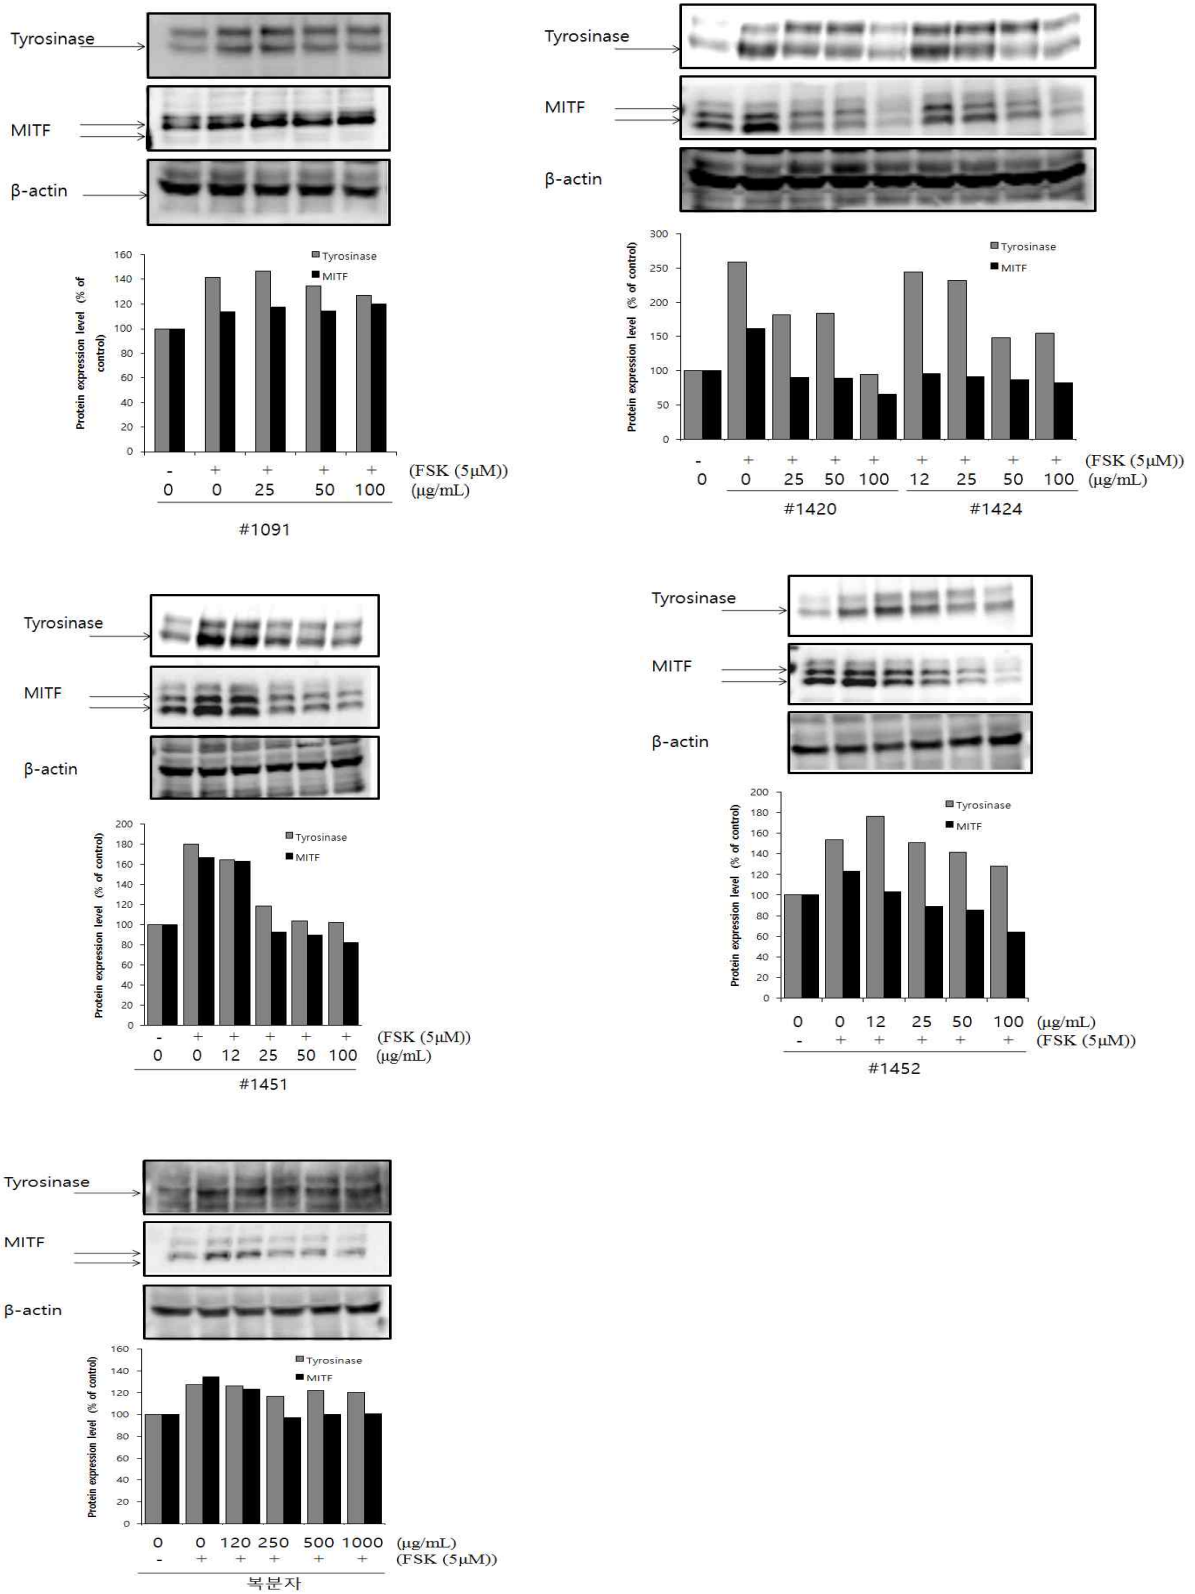 Tyrosinase
MITF
β-actin
Protein expression level (% of control)
160
140
120
100
80
60
40
20
0
Tyrosinase
MITF
- + + + + (FSK (5μM))
0 0 25 50 100 (μg/mL)
#1091
Tyrosinase
MITF
β-actin
Protein expression level (% of control)
300
250
200
150
100
50
0
Tyrosinase
MITF
- + + + + + + + + (FSK (5μM))
0 0 25 50 100 12 25 50 100 (μg/mL)
#1420 #1424
Tyrosinase
MITF
β-actin
Protein expression level (% of control)
200
180
160
140
120
100
80
60
40
20
0
Tyrosinase
MITF
- + + + + + (FSK (5μM))
0 0 12 25 50 100 (μg/mL)
#1451
Tyrosinase
MITF
β-actin
Protein expression level (% of control)
200
180
160
140
120
100
80
60
40
20
0
Tyrosinase
MITF
0 0 12 25 50 100 (μg/mL)
- + + + + + (FSK (5μM))
#1452
Tyrosinase
MITF
β-actin
Protein expression level (% of control)
160
140
120
100
80
60
40
20
0
Tyrosinase
MITF
0 0 120 250 500 1000 (μg/mL)
- + + + + + (FSK (5μM))
복분자